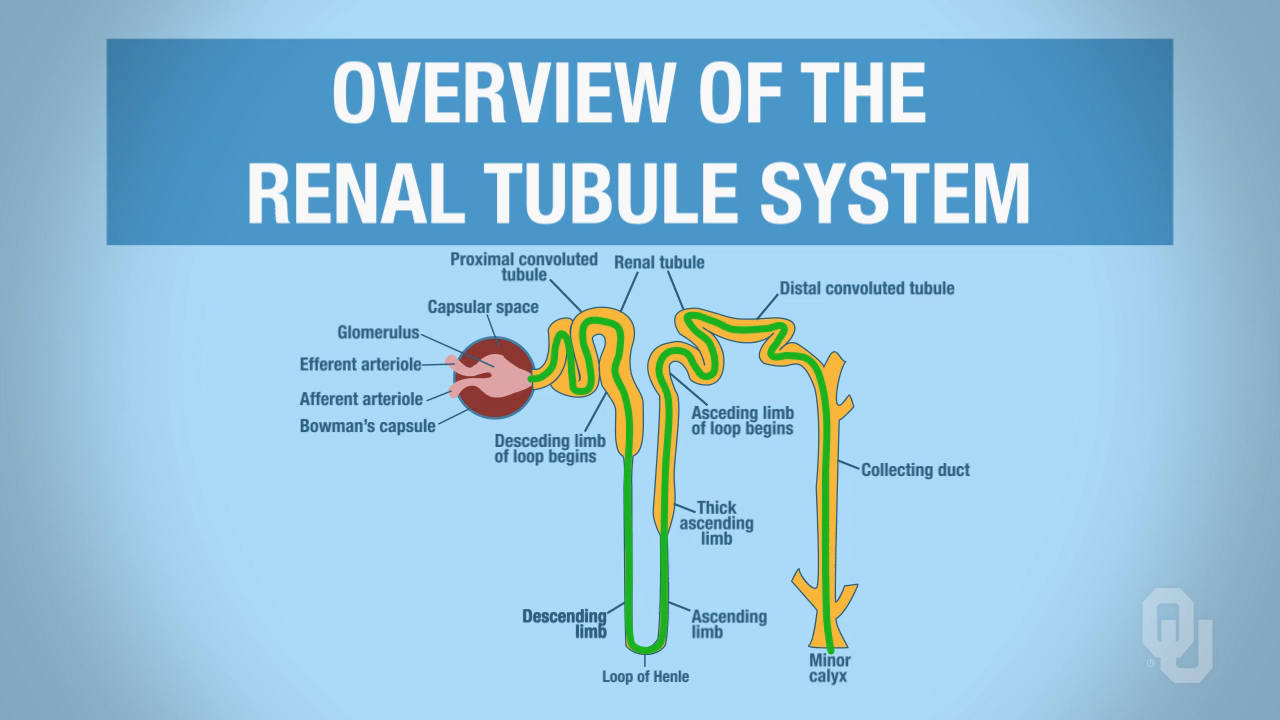 OVERVIEW OF THE
RENAL TUBULE SYSTEM
Proximal convoluted
tubule
Renal tubule
Distal convoluted tubule
Capsular space
Glomerulus
Efferent arteriole
Afferent arteriole
Bowman's capsule
Desceding limb
of loop begins
Asceding limb
of loop begins
Collecting duct
Thick
ascending
limb
Descending
limb
Ascending
limb
Loop of Henle
Minor
calyx
OU
®